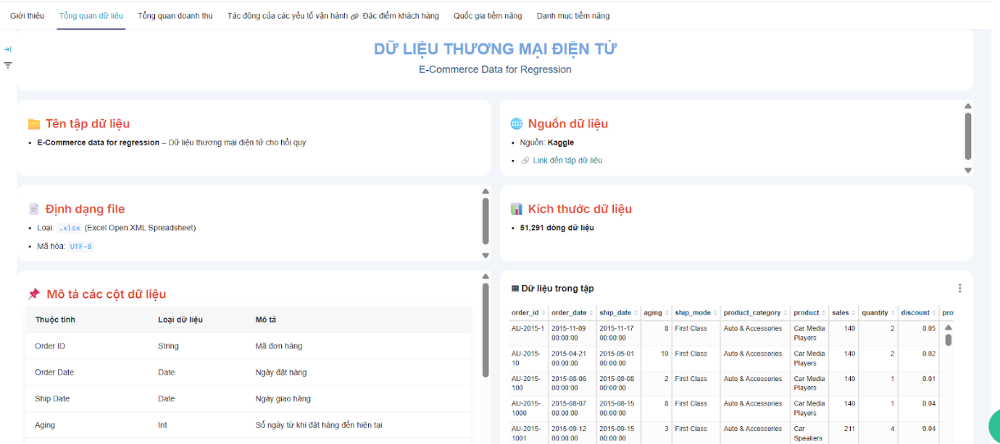 Giới thiệu Tổng quan dữ liệu Tổng quan doanh thu Tác động của các yếu tố vân hành Đăc điểm khách hàng Quốc gia tiềm năng Danh mục tiềm năng
DỮ LIỆU THƯƠNG MẠI ĐIỆN TỬ
E-Commerce Data for Regression
Tên tập dữ liệu
• E-Commerce data for regression – Dữ liệu thương mại điện tử cho hồi quy
Nguồn dữ liệu
• Nguồn: Kaggle
• Link đến tập dữ liệu
Định dạng file
• Loại: .xlsx (Excel Open XML Spreadsheet)
• Mã hóa: UTF-8
Kích thước dữ liệu
• 51,291 dòng dữ liệu
Mô tả các cột dữ liệu
Thuộc tính Loại dữ liệu Mô tả
Order ID String Mã đơn hàng
Order Date Date Ngày đặt hàng
Ship Date Date Ngày giao hàng
Aging Int Số ngày từ khi đặt hàng đến hiện tại
Dữ liệu trong tập
order_id order_date ship_date aging ship_mode product_category product sales quantity discount pro
AU-2015-1 2015-11-09 2015-11-17 8 First Class Auto & Accessories Car Media 140 2 0.05
00:00:00 00:00:00 Players
AU-2015- 2015-04-21 2015-05-01 10 First Class Auto & Accessories Car Media 140 2 0.02
10 00:00:00 00:00:00 Players
AU-2015- 2015-08-06 2015-08-08 2 First Class Auto & Accessories Car Media 140 1 0.01
100 00:00:00 00:00:00 Players
AU-2015- 2015-08-07 2015-08-15 8 First Class Auto & Accessories Car Media 140 1 0.04
1000 00:00:00 00:00:00 Players
AU-2015- 2015-09-12 2015-09-15 3 First Class Auto & Accessories Car 211 4 0.04
1001 00:00:00 00:00:00 Speakers